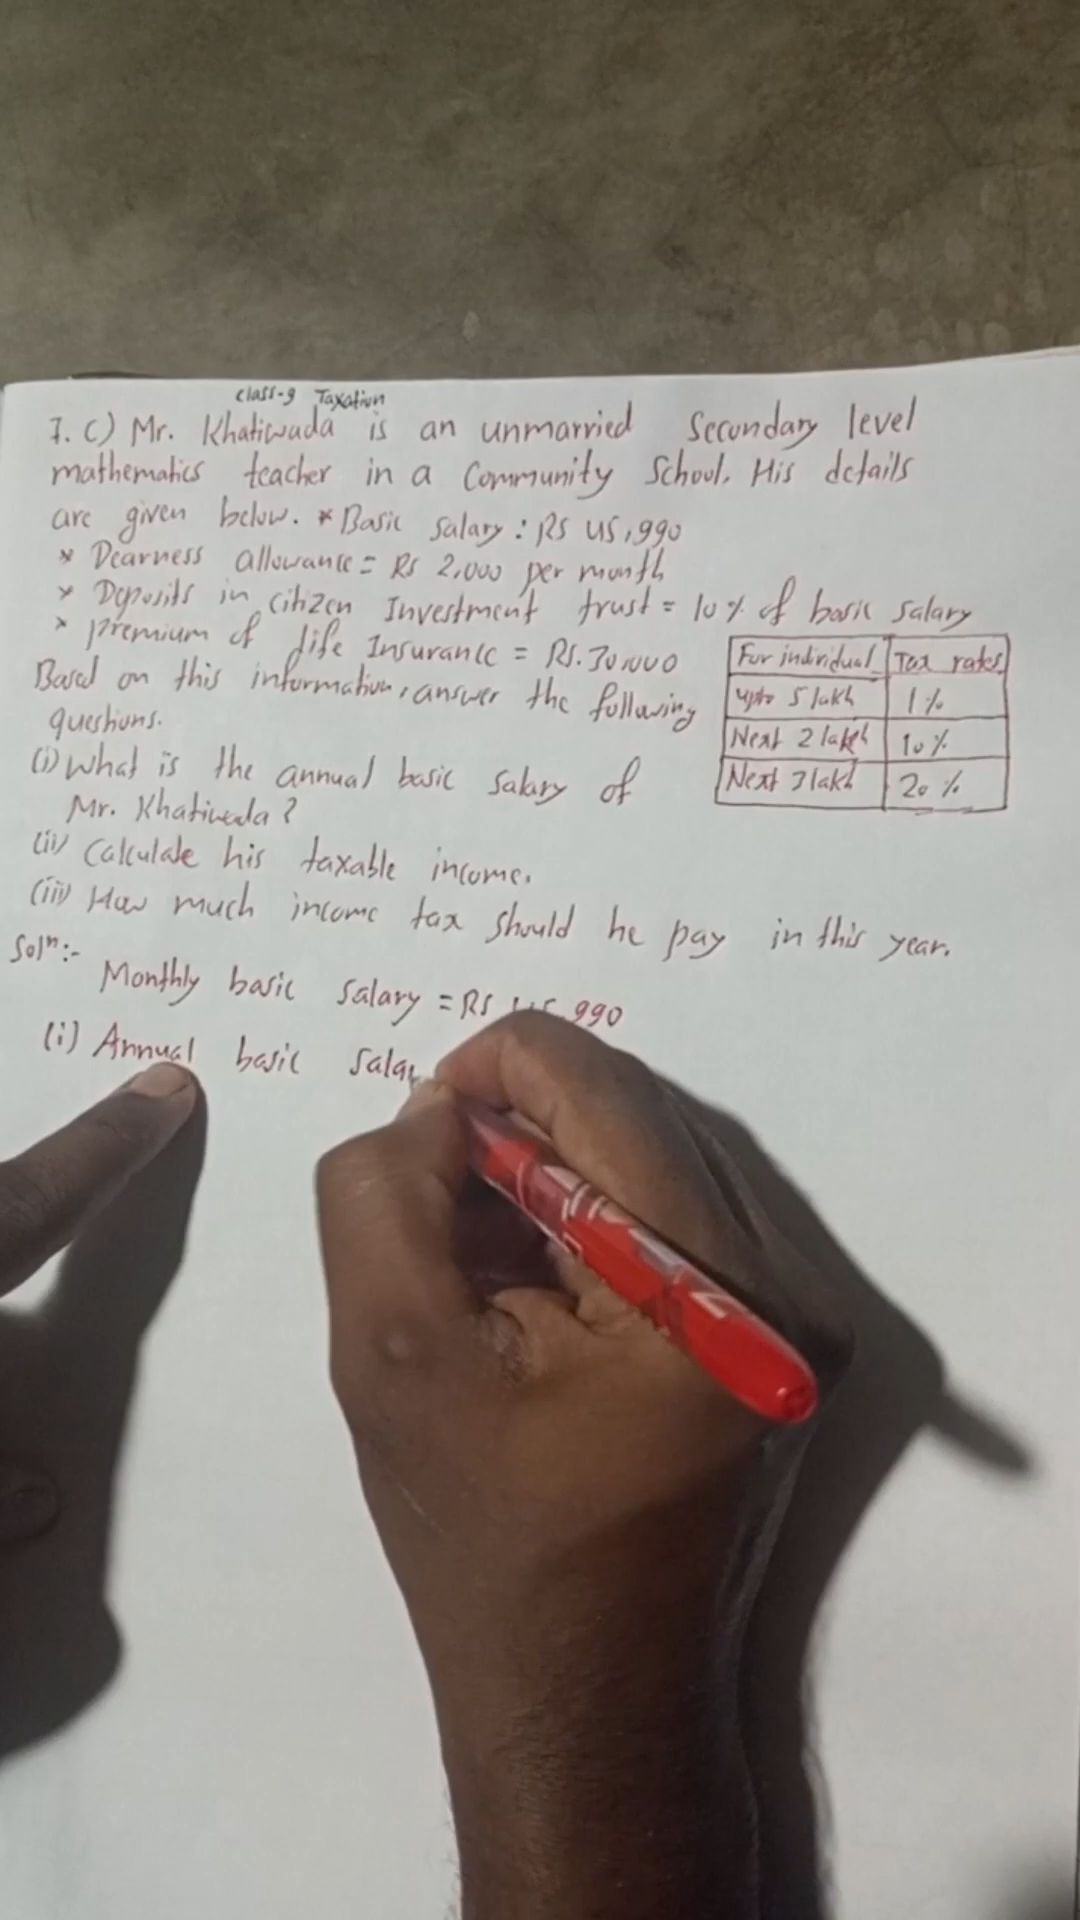 class-9 Taxation
7. c) Mr. Khatiwada is an unmarried Secondary level
mathematics teacher in a Community School. His details
are given below. * Basic salary : Rs 45,990
* Dearness allowance = Rs 2,000 per month
* Deposits in citizen Investment trust = 10% of basic salary
* premium of life Insurance = Rs. 30,000
Based on this information, answer the following
questions.
For individual Tax rates
upto 5 lakh 1%
Next 2 lakh 10%
Next 3 lakh 20%
(i) What is the annual basic salary of
Mr. Khatiwada?
(ii) Calculate his taxable income.
(iii) How much income tax should he pay in this year.
Solⁿ:-
Monthly basic salary = Rs 990
(i) Annual basic Salar